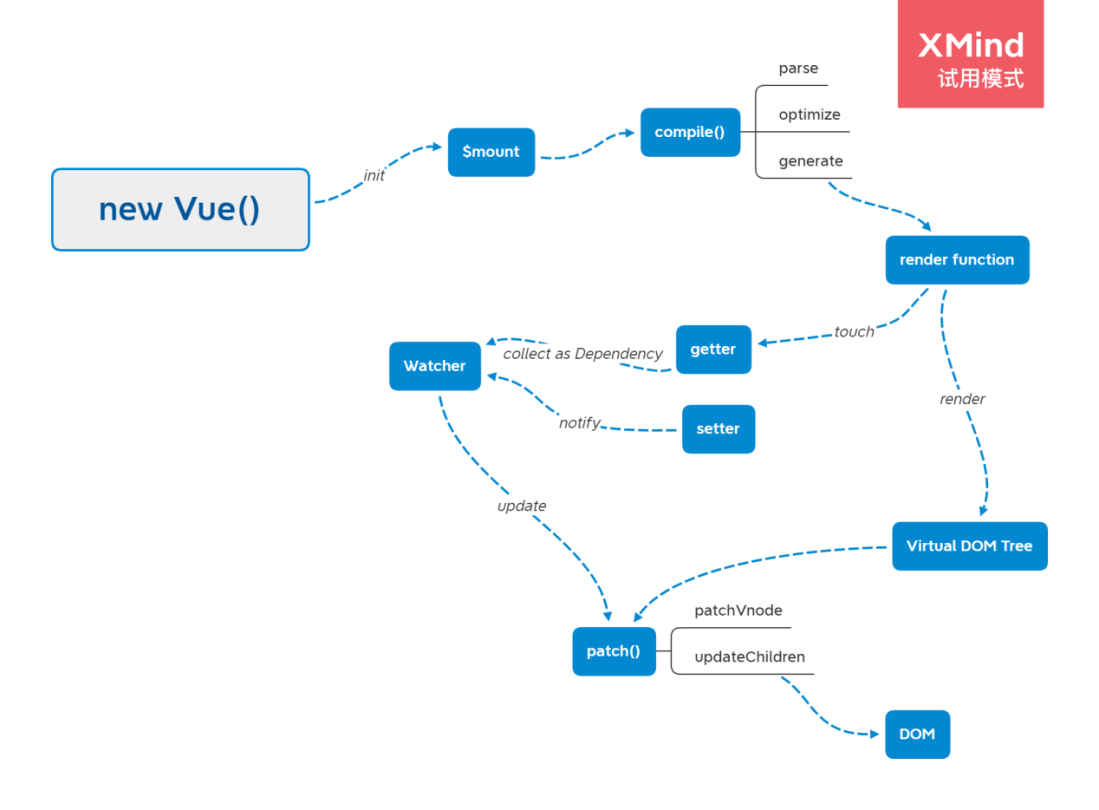 XMind
试用模式
parse
optimize
compile()
generate
$mount
init
new Vue()
render function
touch
getter
collect as Dependency
Watcher
render
setter
notify
update
Virtual DOM Tree
patchVnode
patch()
updateChildren
DOM